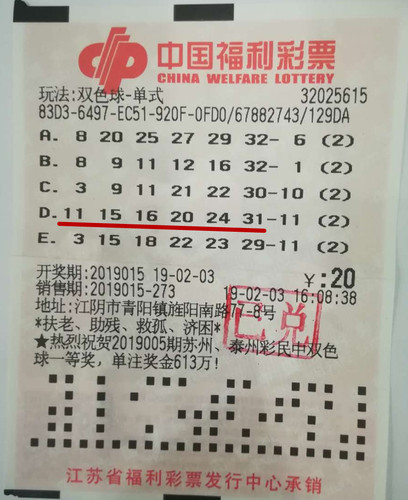 中国福利彩票
CHINA WELFARE LOTTERY
玩法:双色球-单式 32025615
83D3-6497-EC51-920F-0FD0/67882743/129DA
A. 8 20 25 27 29 32- 6 (2)
B. 8 9 11 12 16 32- 1 (2)
C. 3 9 11 21 22 30-10 (2)
D. 11 15 16 20 24 31-11 (2)
E. 3 15 18 22 23 29-11 (2)
开奖期:2019015 19-02-03 ¥:20
销售期:2019015-273 19-02-03 16:08:38
地址:江阴市青阳镇旌阳南路77-8号
*扶老、助残、救孤、济困*
已兑
★热烈祝贺2019005期苏州、泰州彩民中双色
球一等奖,单注奖金613万!
江苏省福利彩票发行中心承销